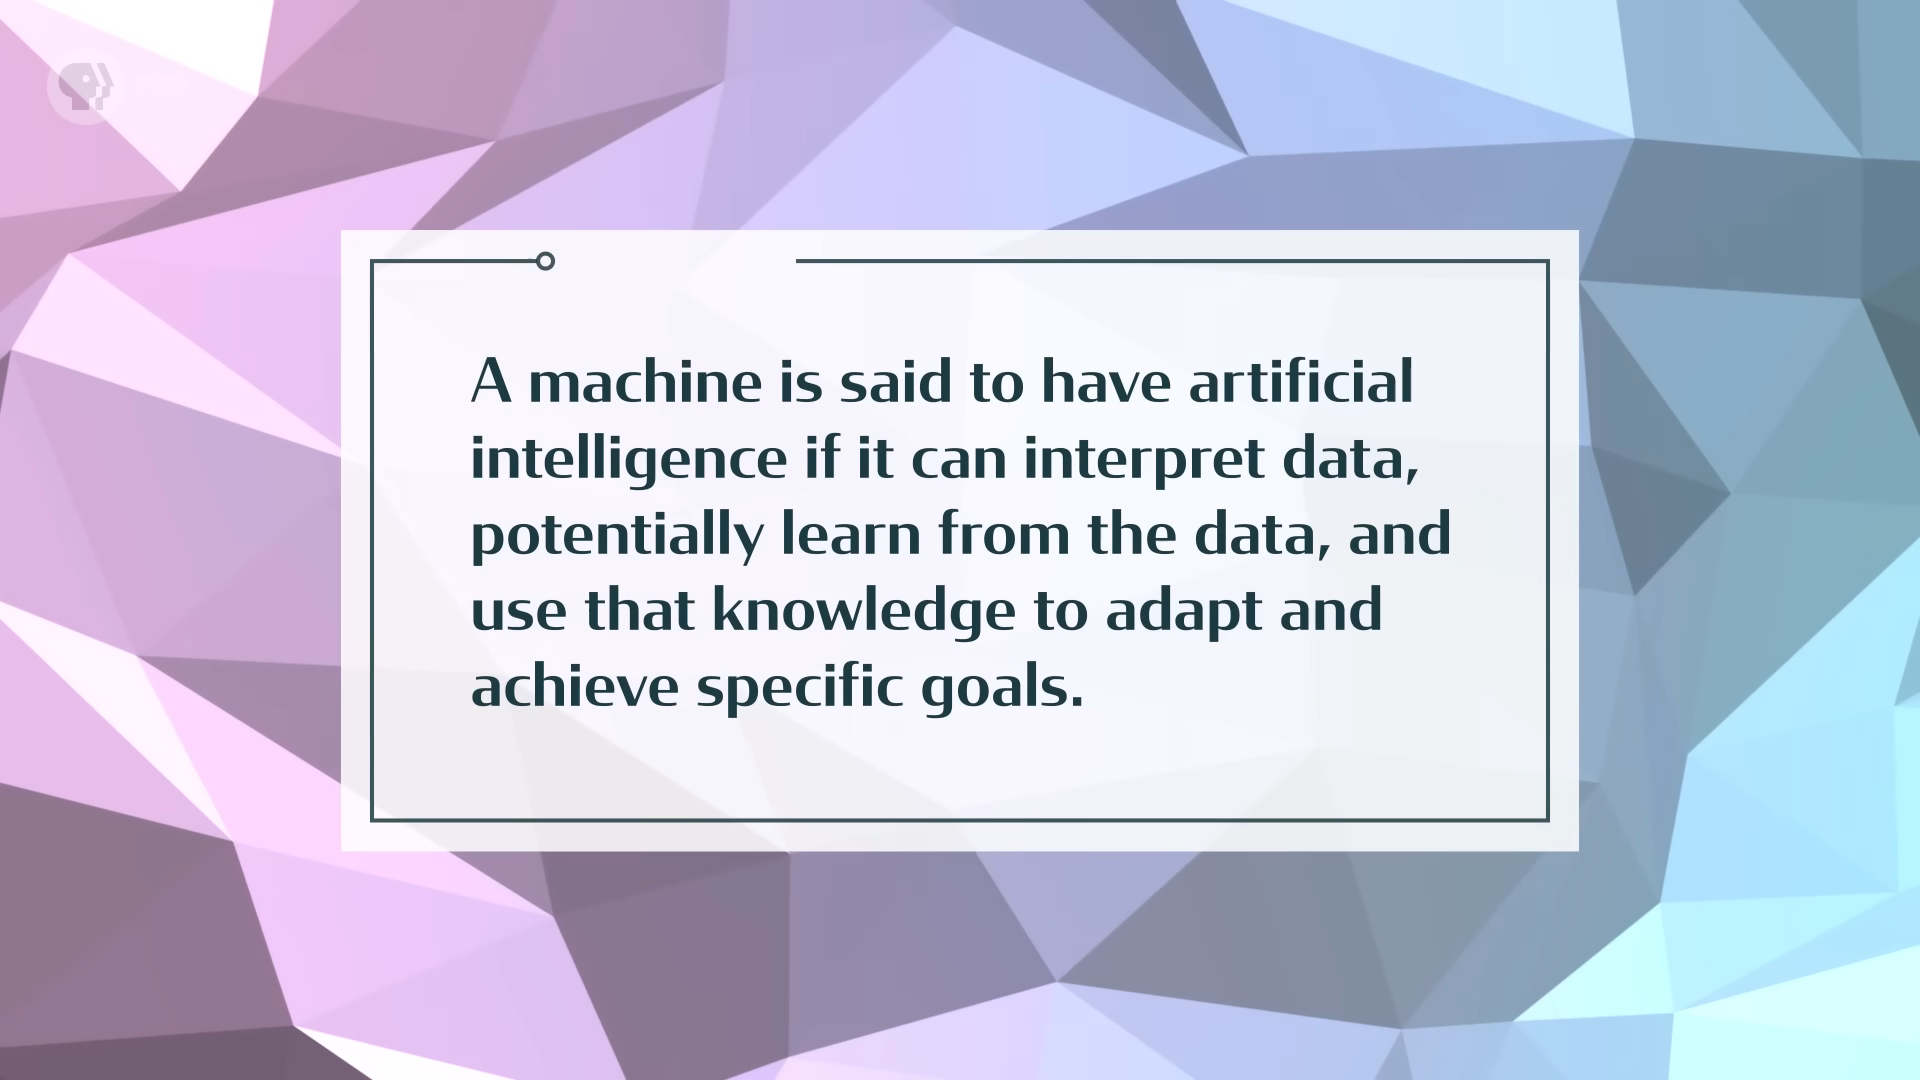 A machine is said to have artificial
intelligence if it can interpret data,
potentially learn from the data, and
use that knowledge to adapt and
achieve specific goals.